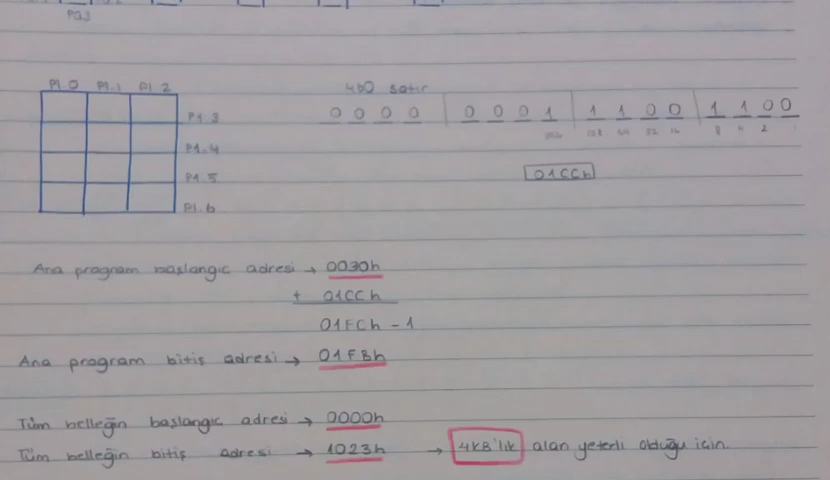 P1.0 P1.1 P1.2
P1.3
P1.4
P1.5
P1.6
460 satır
0 0 0 0 0 0 0 1 1 1 0 0 1 1 0 0
256 128 64 32 16 8 4 2 1
01CCh
Ana program başlangıc adresi → 0030h
+ 01CCh
01FCh - 1
Ana program bitiş adresi → 01FBh
Tüm belleğin başlangıc adresi → 0000h
Tüm belleğin bitiş adresi → 1023h → 4KB'lık alan yeterli olduğu için.